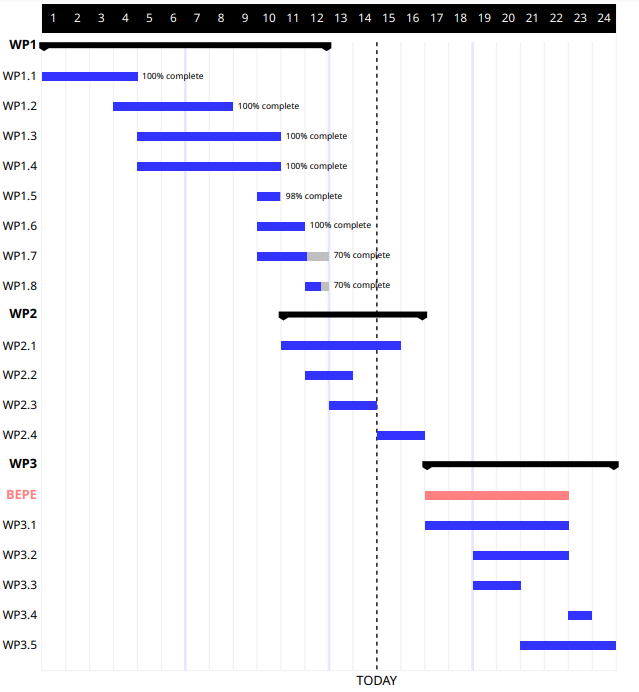 1 2 3 4 5 6 7 8 9 10 11 12 13 14 15 16 17 18 19 20 21 22 23 24
WP1
WP1.1 100% complete
WP1.2 100% complete
WP1.3 100% complete
WP1.4 100% complete
WP1.5 98% complete
WP1.6 100% complete
WP1.7 70% complete
WP1.8 70% complete
WP2
WP2.1
WP2.2
WP2.3
WP2.4
WP3
BEPE
WP3.1
WP3.2
WP3.3
WP3.4
WP3.5
TODAY